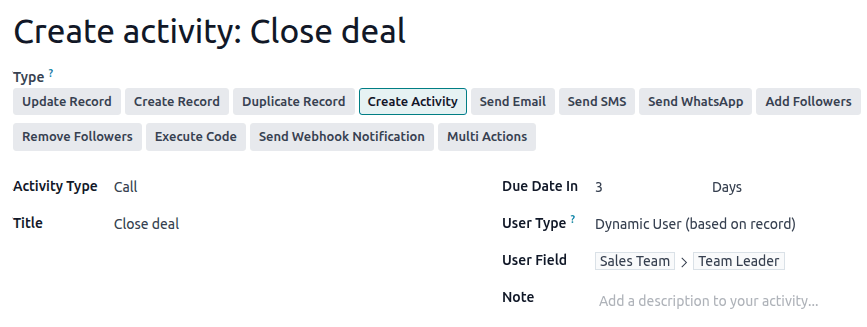 Create activity: Close deal
Type ?
Update Record Create Record Duplicate Record Create Activity Send Email Send SMS Send WhatsApp Add Followers
Remove Followers Execute Code Send Webhook Notification Multi Actions
Activity Type Call Due Date In 3 Days
Title Close deal User Type ? Dynamic User (based on record)
User Field Sales Team > Team Leader
Note Add a description to your activity...